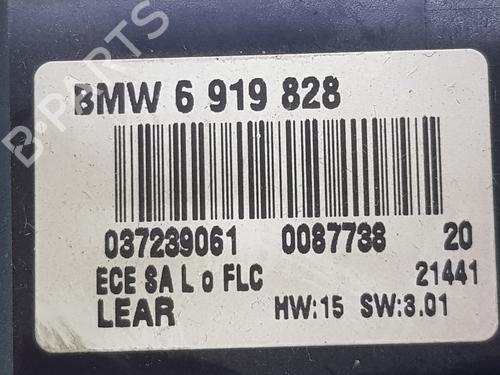 B-PARTS
BMW 6 919 828
037239061 0087738 20
ECE SA L o FLC 21441
LEAR HW:15 SW:3.01